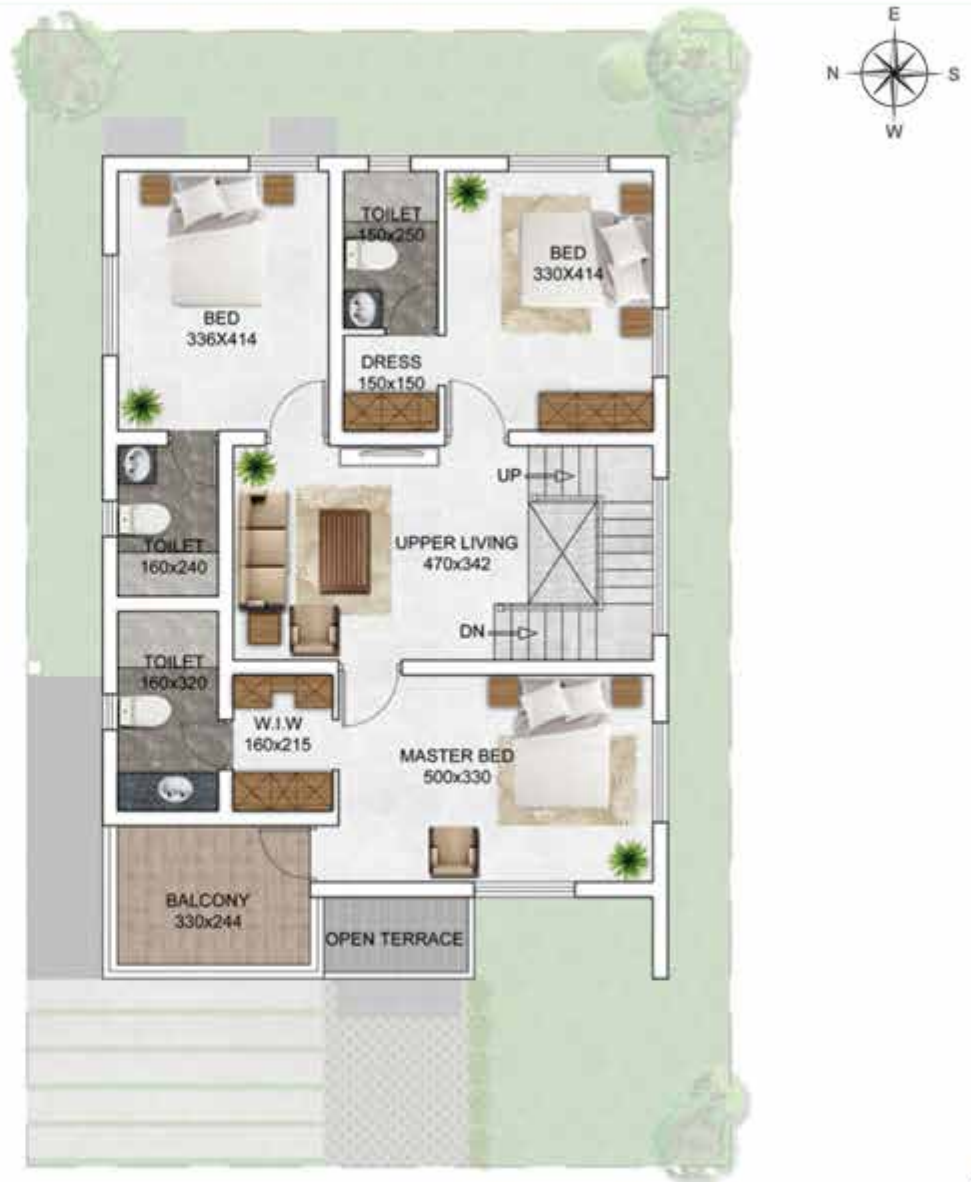 E
N S
W
TOILET
150x250
BED
330X414
BED
336X414
DRESS
150x150
UP
UPPER LIVING
470x342
TOILET
160x240
DN
TOILET
160x320
W.I.W
160x215
MASTER BED
500x330
BALCONY
330x244
OPEN TERRACE